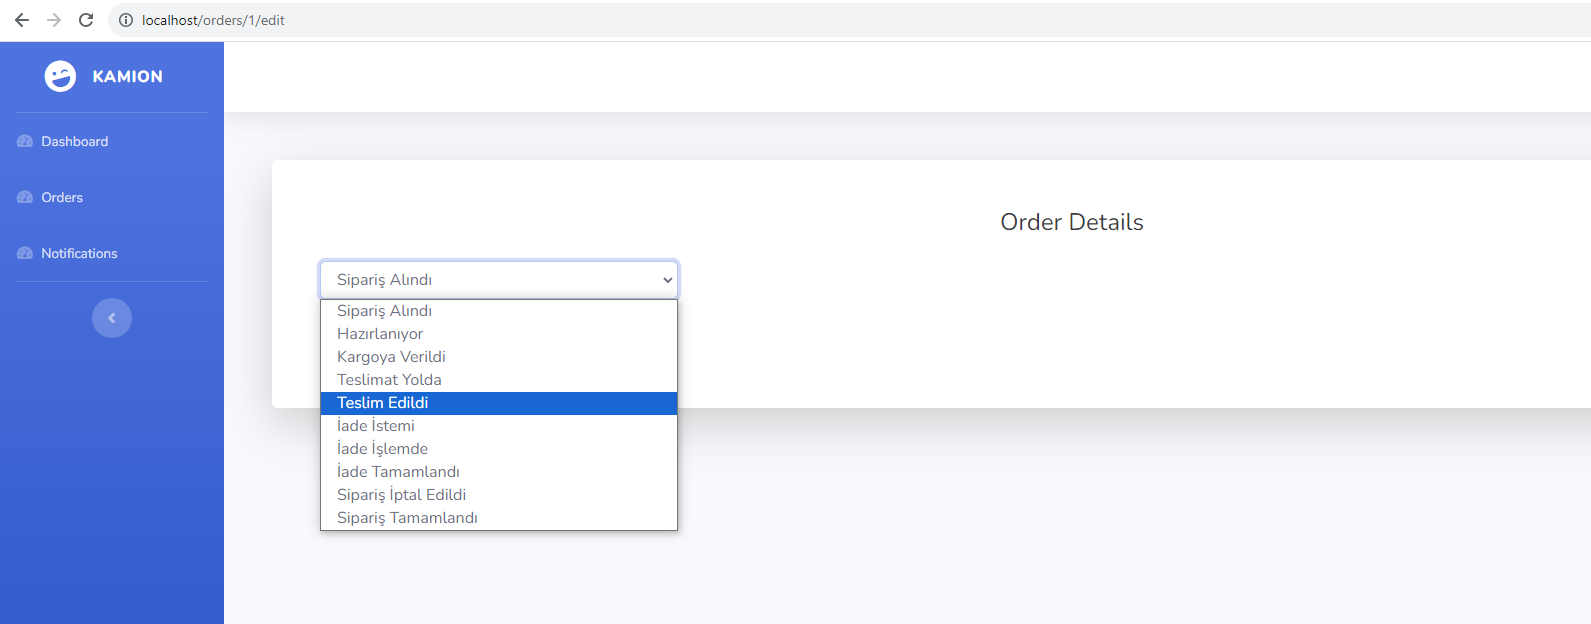 localhost/orders/1/edit
KAMION
Dashboard
Orders
Notifications
Order Details
Sipariş Alındı
Sipariş Alındı
Hazırlanıyor
Kargoya Verildi
Teslimat Yolda
Teslim Edildi
İade İstemi
İade İşlemde
İade Tamamlandı
Sipariş İptal Edildi
Sipariş Tamamlandı